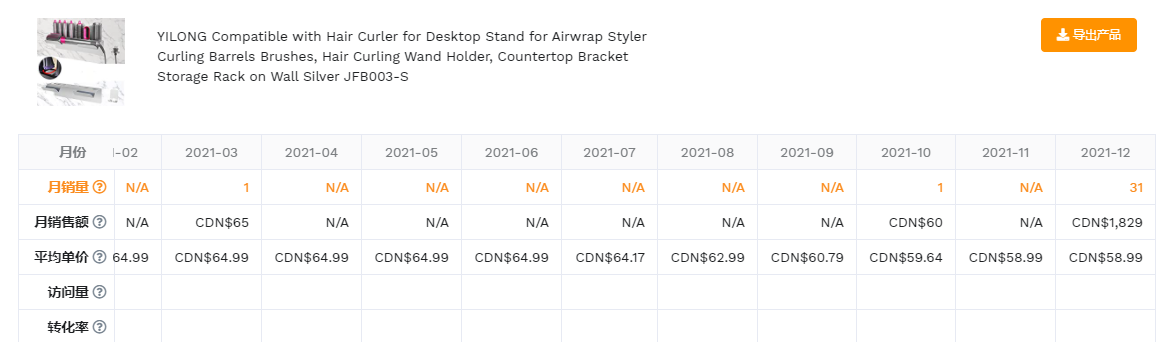 YILONG Compatible with Hair Curler for Desktop Stand for Airwrap Styler
Curling Barrels Brushes, Hair Curling Wand Holder, Countertop Bracket
Storage Rack on Wall Silver JFB003-S
导出产品
月份 -02 2021-03 2021-04 2021-05 2021-06 2021-07 2021-08 2021-09 2021-10 2021-11 2021-12
月销量 ? N/A 1 N/A N/A N/A N/A N/A N/A 1 N/A 31
月销售额 ? N/A CDN$65 N/A N/A N/A N/A N/A N/A CDN$60 N/A CDN$1,829
平均单价 ? 64.99 CDN$64.99 CDN$64.99 CDN$64.99 CDN$64.99 CDN$64.17 CDN$62.99 CDN$60.79 CDN$59.64 CDN$58.99 CDN$58.99
访问量 ?
转化率 ?